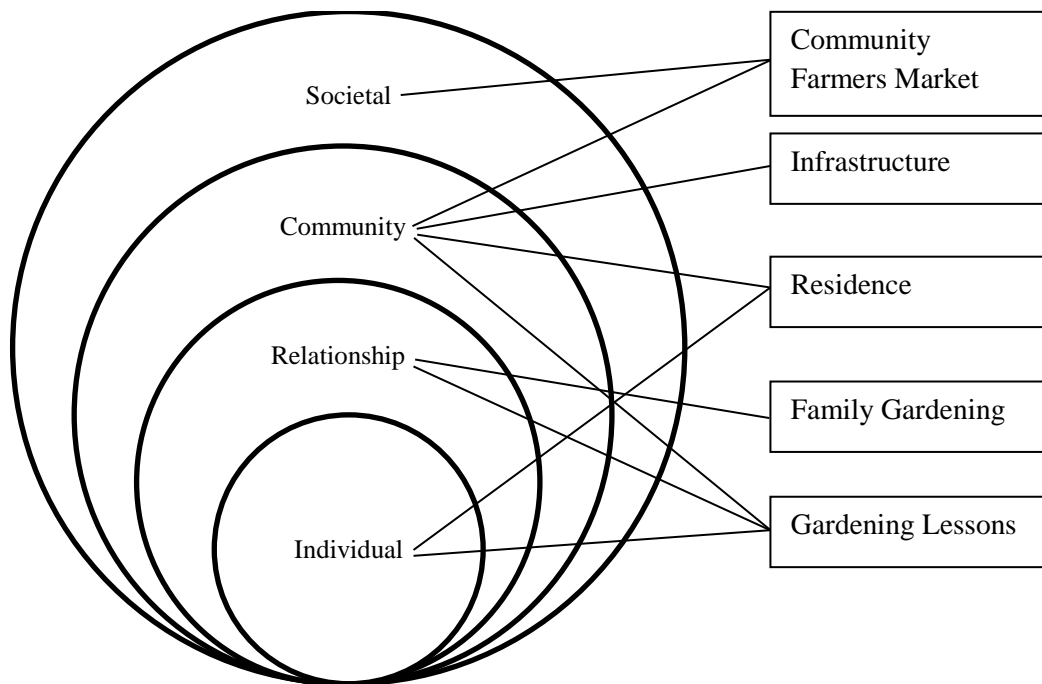 Societal
Community
Relationship
Individual
Community
Farmers Market
Infrastructure
Residence
Family Gardening
Gardening Lessons